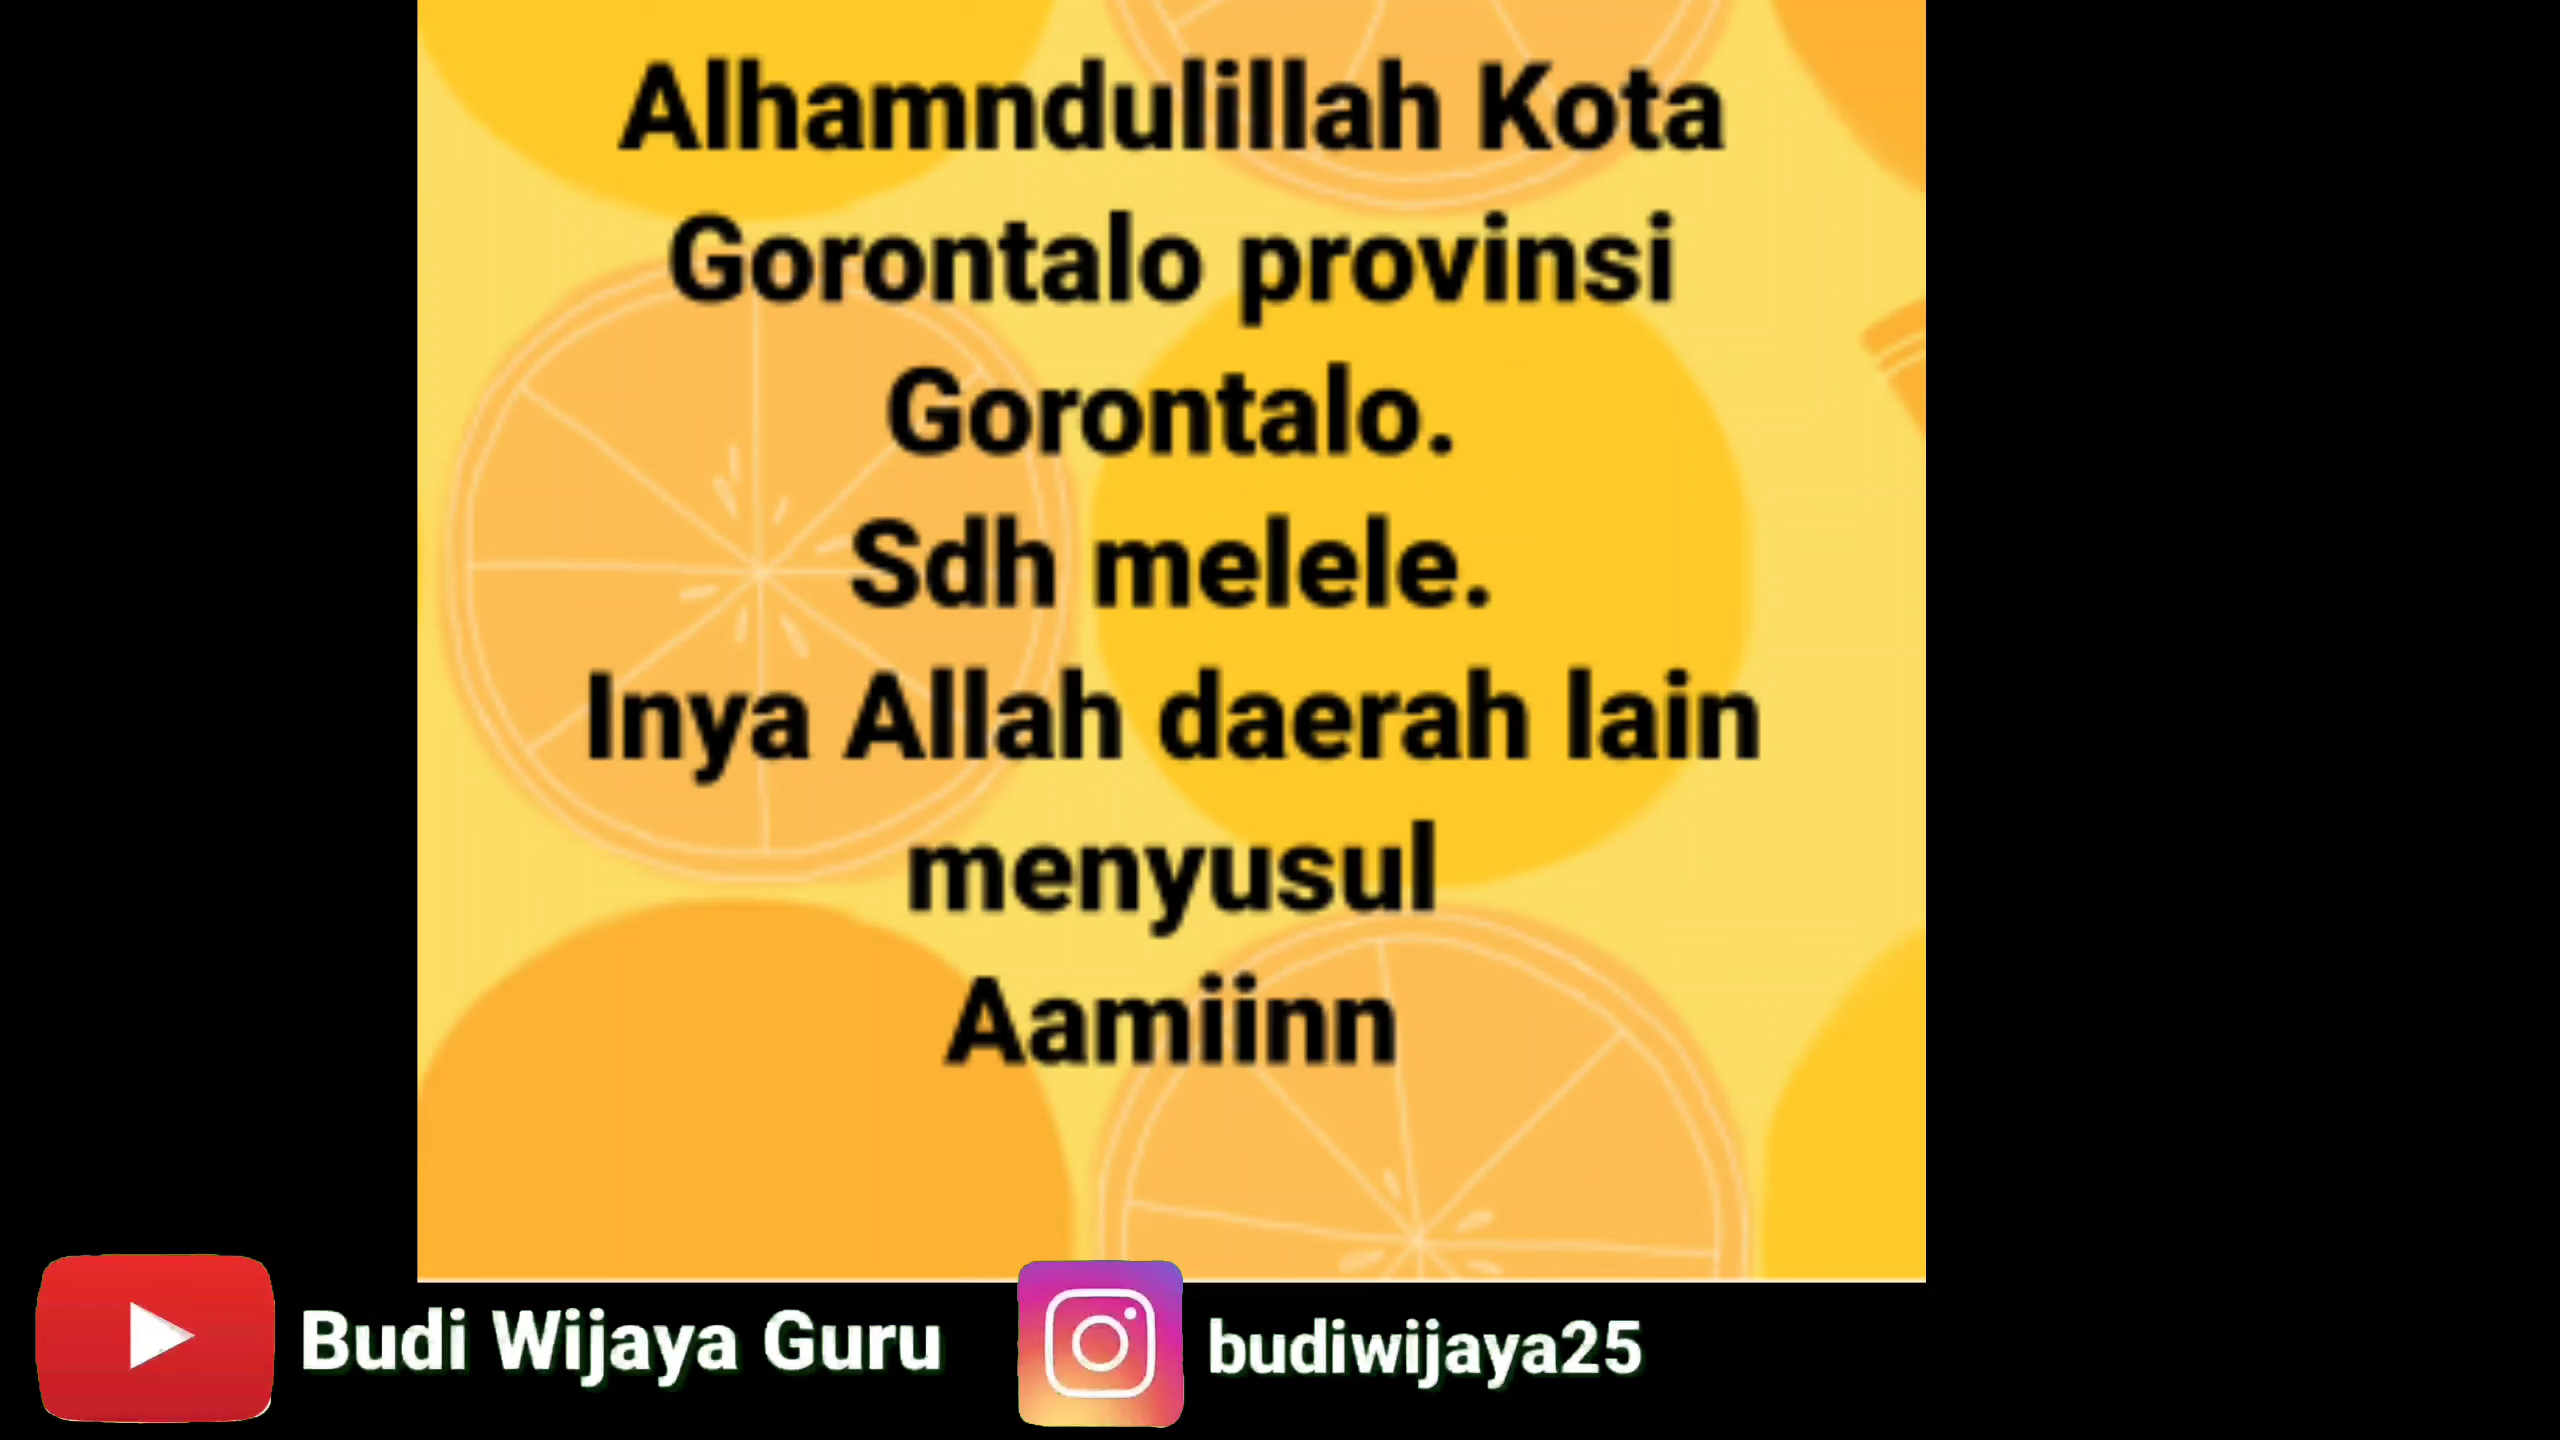 Alhamndulillah Kota
Gorontalo provinsi
Gorontalo.
Sdh melele.
Inya Allah daerah lain
menyusul
Aamiinn
Budi Wijaya Guru
budiwijaya25